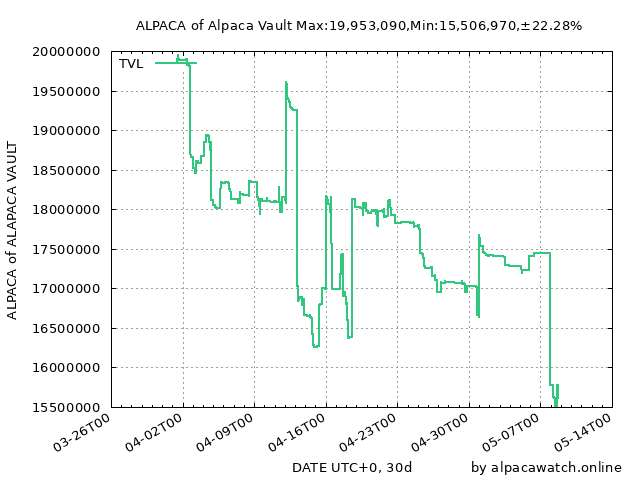 ALPACA of Alpaca Vault Max:19,953,090,Min:15,506,970,±22.28%
TVL
ALPACA of ALAPACA VAULT
20000000
19500000
19000000
18500000
18000000
17500000
17000000
16500000
16000000
15500000
03-26T00 04-02T00 04-09T00 04-16T00 04-23T00 04-30T00 05-07T00 05-14T00
DATE UTC+0, 30d by alpacawatch.online